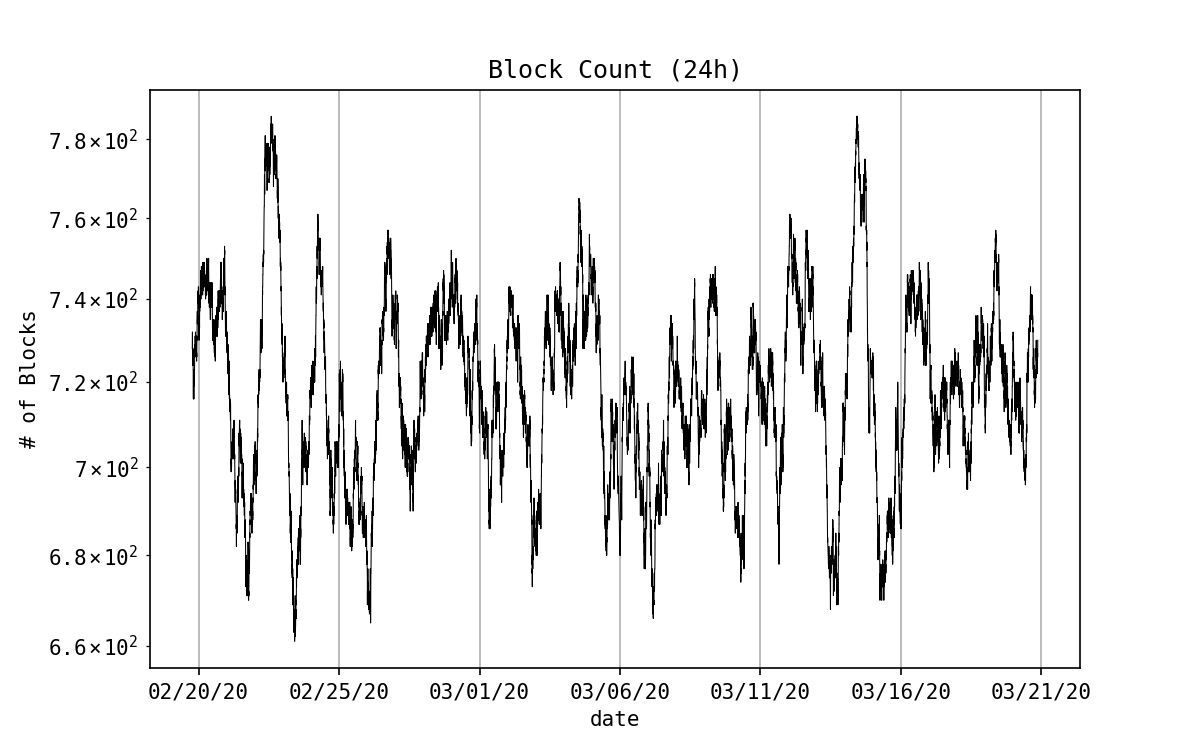 Block Count (24h)
# of Blocks
7.8×10²
7.6×10²
7.4×10²
7.2×10²
7×10²
6.8×10²
6.6×10²
02/20/20 02/25/20 03/01/20 03/06/20 03/11/20 03/16/20 03/21/20
date